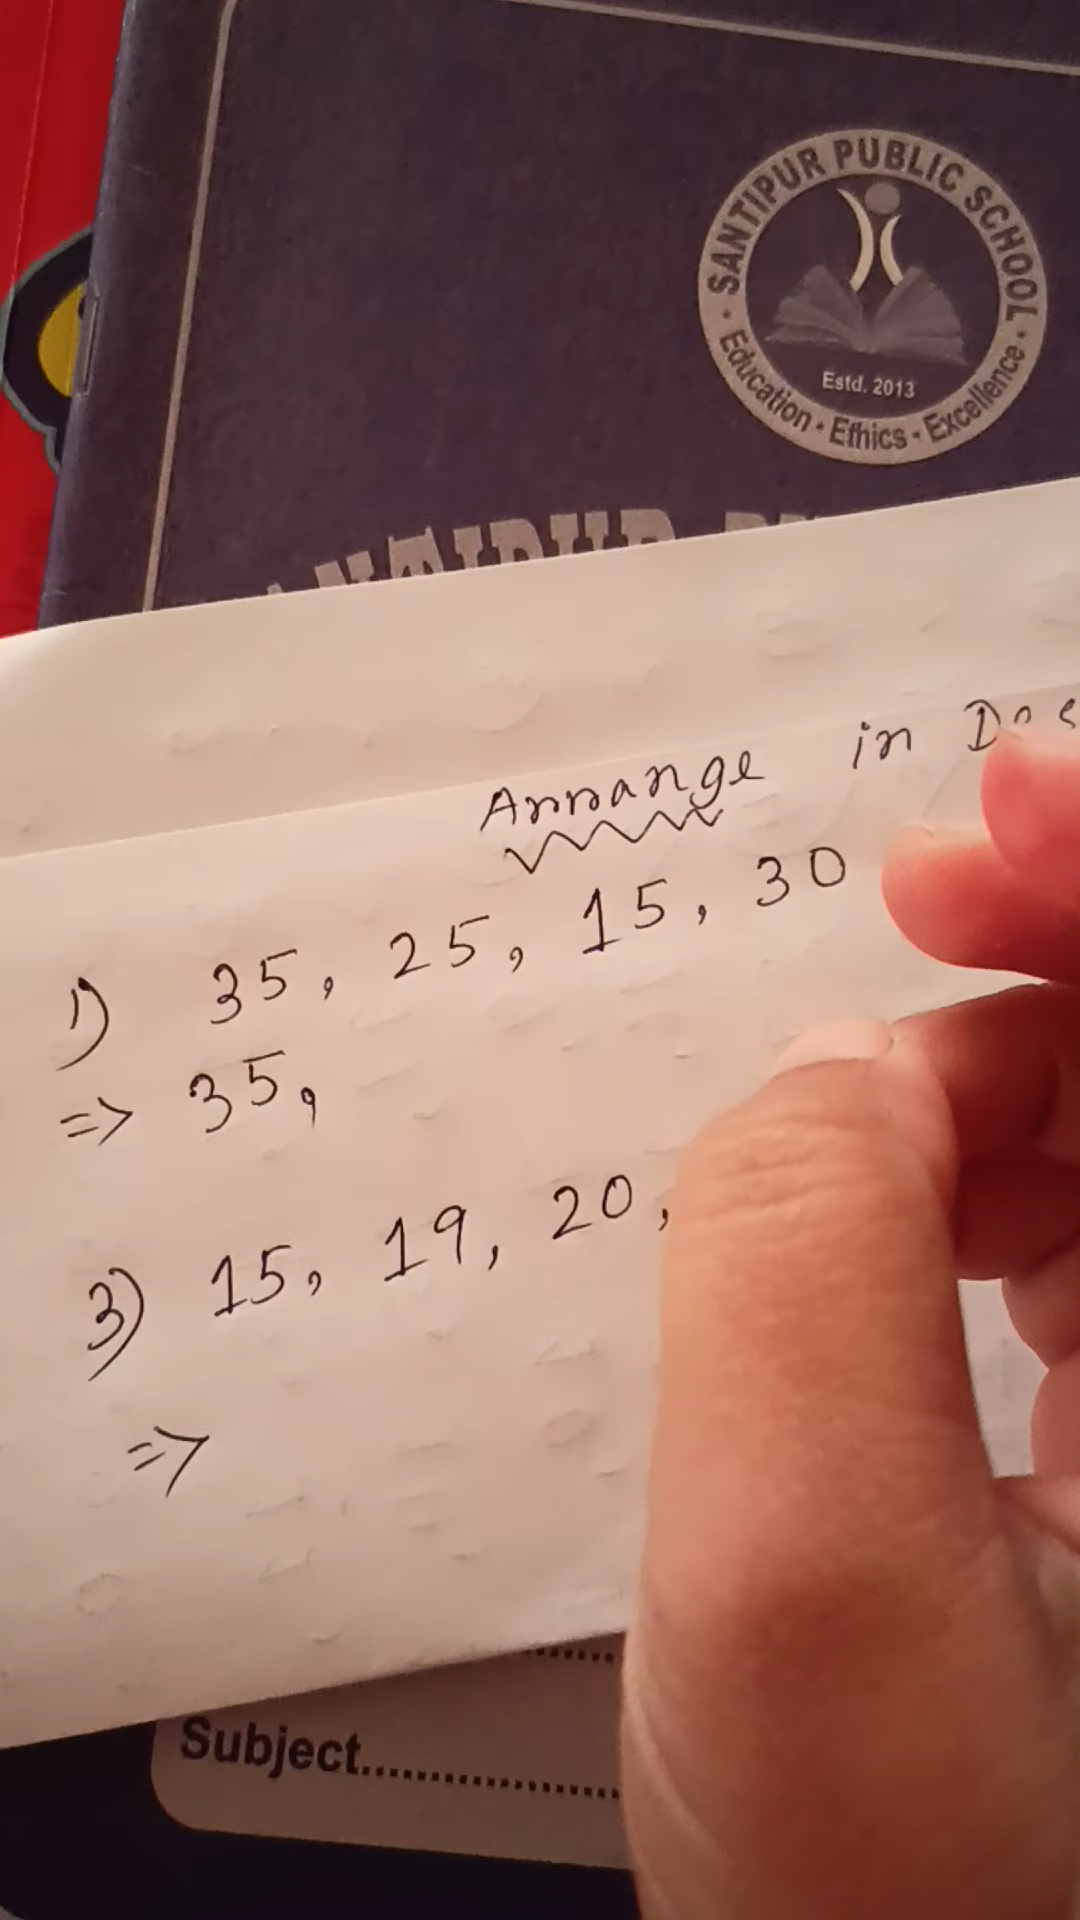 SANTIPUR PUBLIC SCHOOL
Education • Ethics • Excellence
Estd. 2013
Arrange in
1) 35, 25, 15, 30
=> 35,
3) 15, 19, 20,
=>
Subject